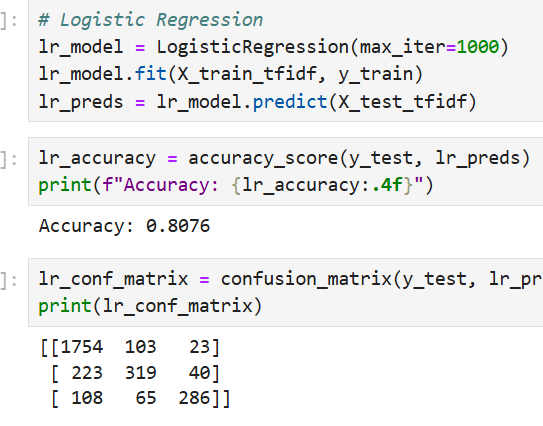 ]: # Logistic Regression
lr_model = LogisticRegression(max_iter=1000)
lr_model.fit(X_train_tfidf, y_train)
lr_preds = lr_model.predict(X_test_tfidf)
]: lr_accuracy = accuracy_score(y_test, lr_preds)
print(f"Accuracy: {lr_accuracy:.4f}")
Accuracy: 0.8076
]: lr_conf_matrix = confusion_matrix(y_test, lr_pr
print(lr_conf_matrix)
[[1754 103 23]
[ 223 319 40]
[ 108 65 286]]